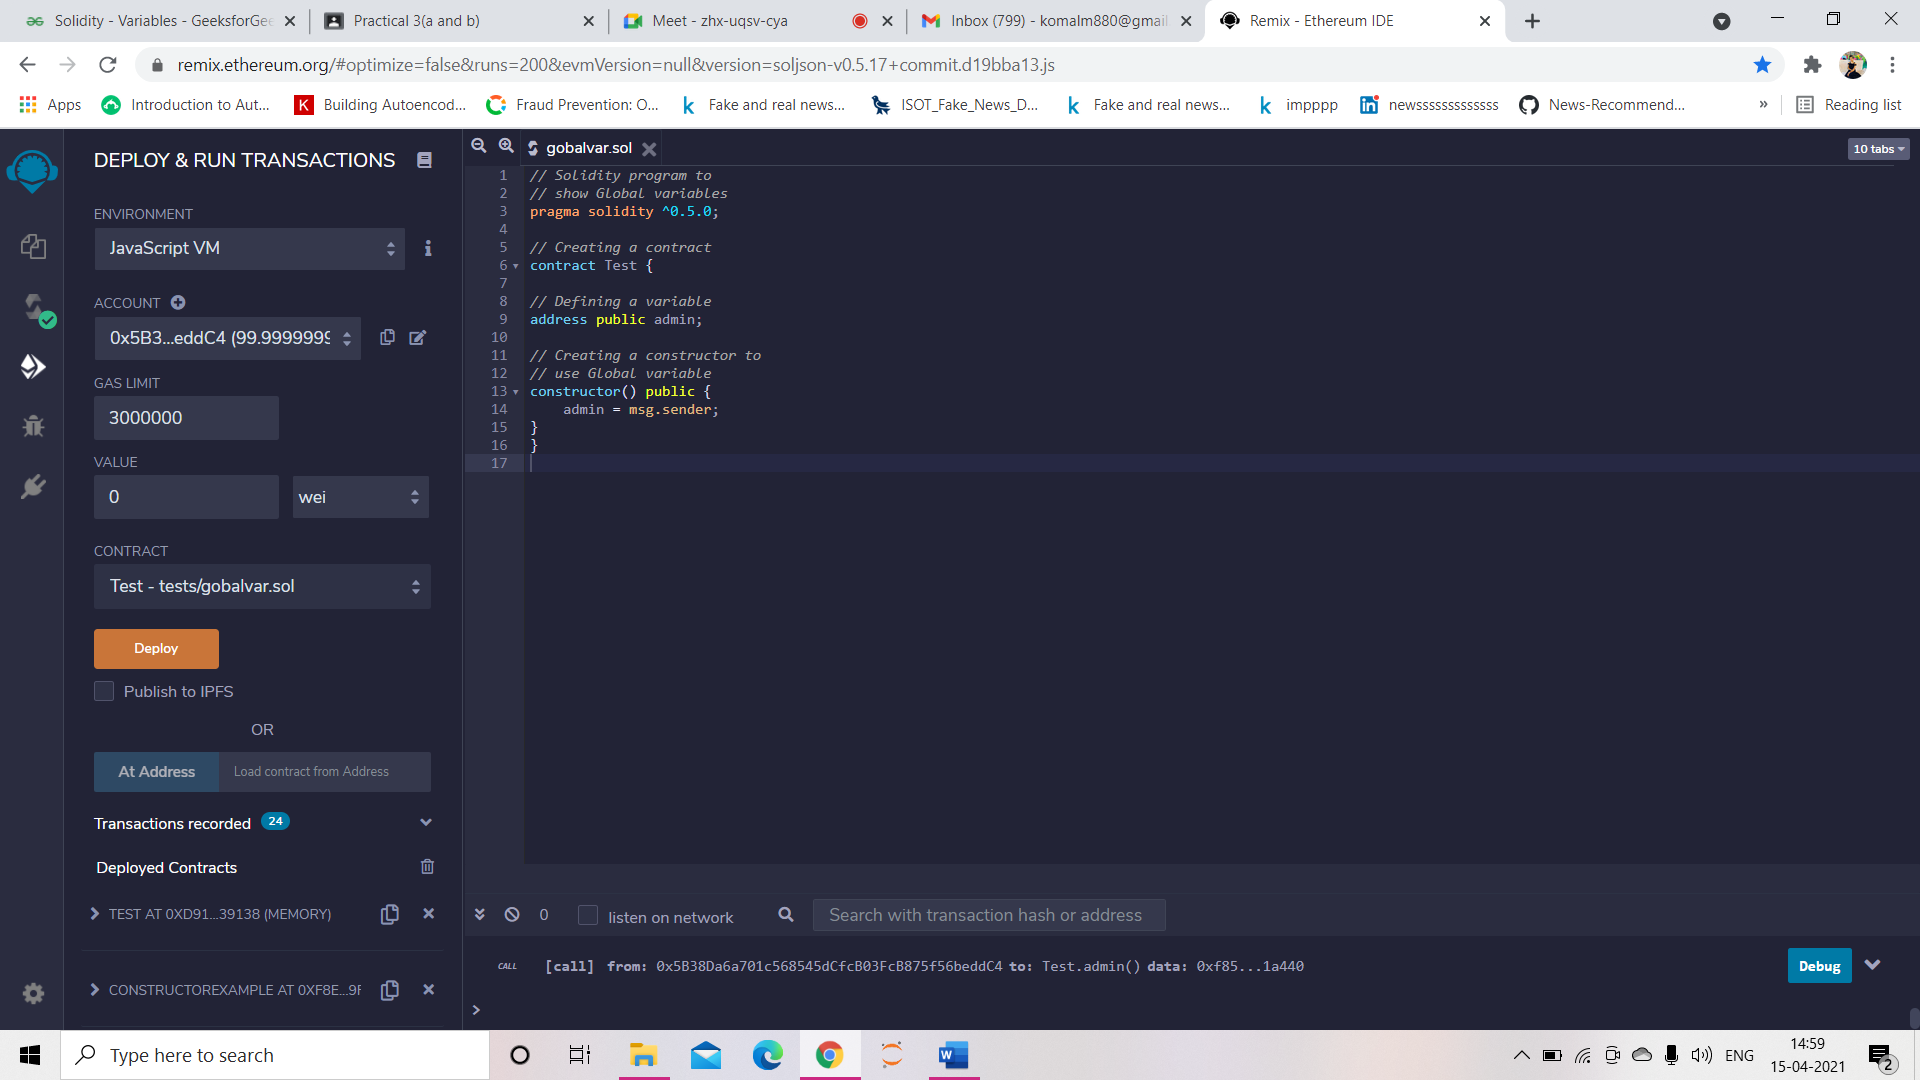 Solidity - Variables - GeeksforGee
Practical 3(a and b)
Meet - zhx-uqsv-cya
Inbox (799) - komalm880@gmail
Remix - Ethereum IDE
remix.ethereum.org/#optimize=false&runs=200&evmVersion=null&version=soljson-v0.5.17+commit.d19bba13.js
Apps
Introduction to Aut...
K
Building Autoencod...
Fraud Prevention: O...
k
Fake and real news...
ISOT_Fake_News_D...
k
Fake and real news...
k
impppp
in
newsssssssssssss
News-Recommend...
»
Reading list
DEPLOY & RUN TRANSACTIONS
ENVIRONMENT
JavaScript VM
ACCOUNT
0x5B3...eddC4 (99.9999999
GAS LIMIT
3000000
VALUE
0
wei
CONTRACT
Test - tests/gobalvar.sol
Deploy
Publish to IPFS
OR
At Address
Load contract from Address
Transactions recorded 24
Deployed Contracts
TEST AT 0XD91...39138 (MEMORY)
CONSTRUCTOREXAMPLE AT 0XF8E...9F
gobalvar.sol
10 tabs
1 // Solidity program to
2 // show Global variables
3 pragma solidity ^0.5.0;
4
5 // Creating a contract
6 contract Test {
7
8 // Defining a variable
9 address public admin;
10
11 // Creating a constructor to
12 // use Global variable
13 constructor() public {
14 admin = msg.sender;
15 }
16 }
17
0
listen on network
Search with transaction hash or address
CALL
[call] from: 0x5B38Da6a701c568545dCfcB03FcB875f56beddC4 to: Test.admin() data: 0xf85...1a440
Debug
>
Type here to search
W
ENG
14:59
15-04-2021
2